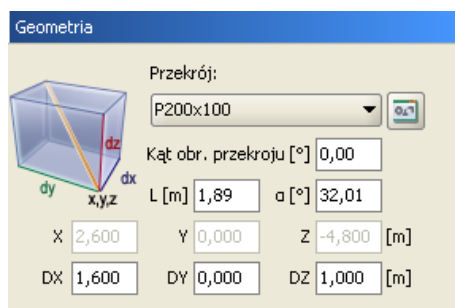 Geometria
Przekrój:
P200x100
Kąt obr. przekroju [°] 0,00
dz
dx
dy
x,y,z
L [m] 1,89 α [°] 32,01
X 2,600 Y 0,000 Z -4,800 [m]
DX 1,600 DY 0,000 DZ 1,000 [m]